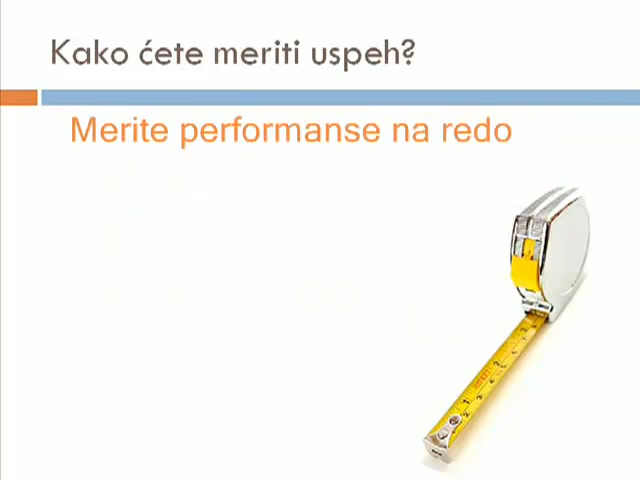 Kako ćete meriti uspeh?
Merite performanse na redo